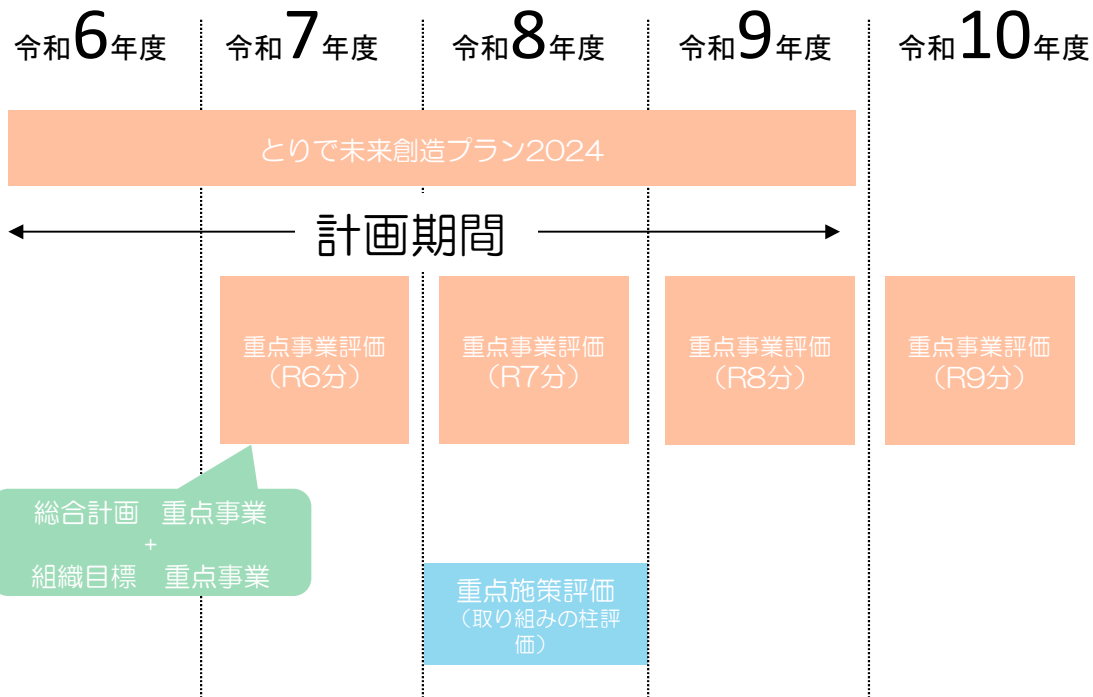 令和6年度 令和7年度 令和8年度 令和9年度 令和10年度
とりで未来創造プラン2024
計画期間
重点事業評価
（R6分）
重点事業評価
（R7分）
重点事業評価
（R8分）
重点事業評価
（R9分）
総合計画　重点事業
+
組織目標　重点事業
重点施策評価
（取り組みの柱評
価）